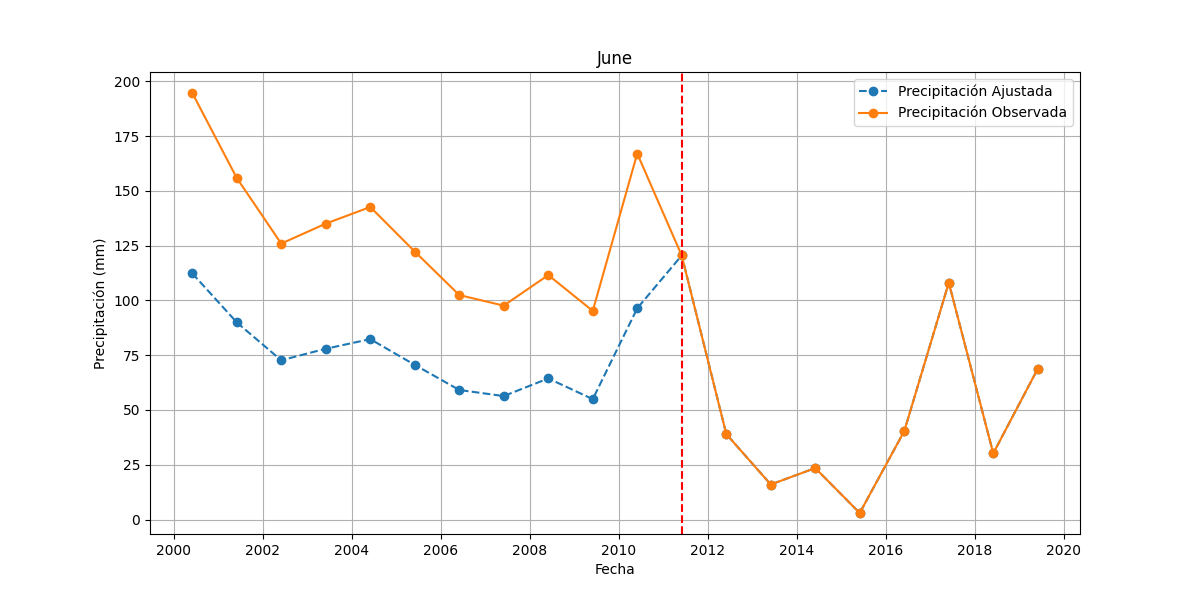 June
Precipitación Ajustada
Precipitación Observada
Precipitación (mm)
200
175
150
125
100
75
50
25
0
2000 2002 2004 2006 2008 2010 2012 2014 2016 2018 2020
Fecha